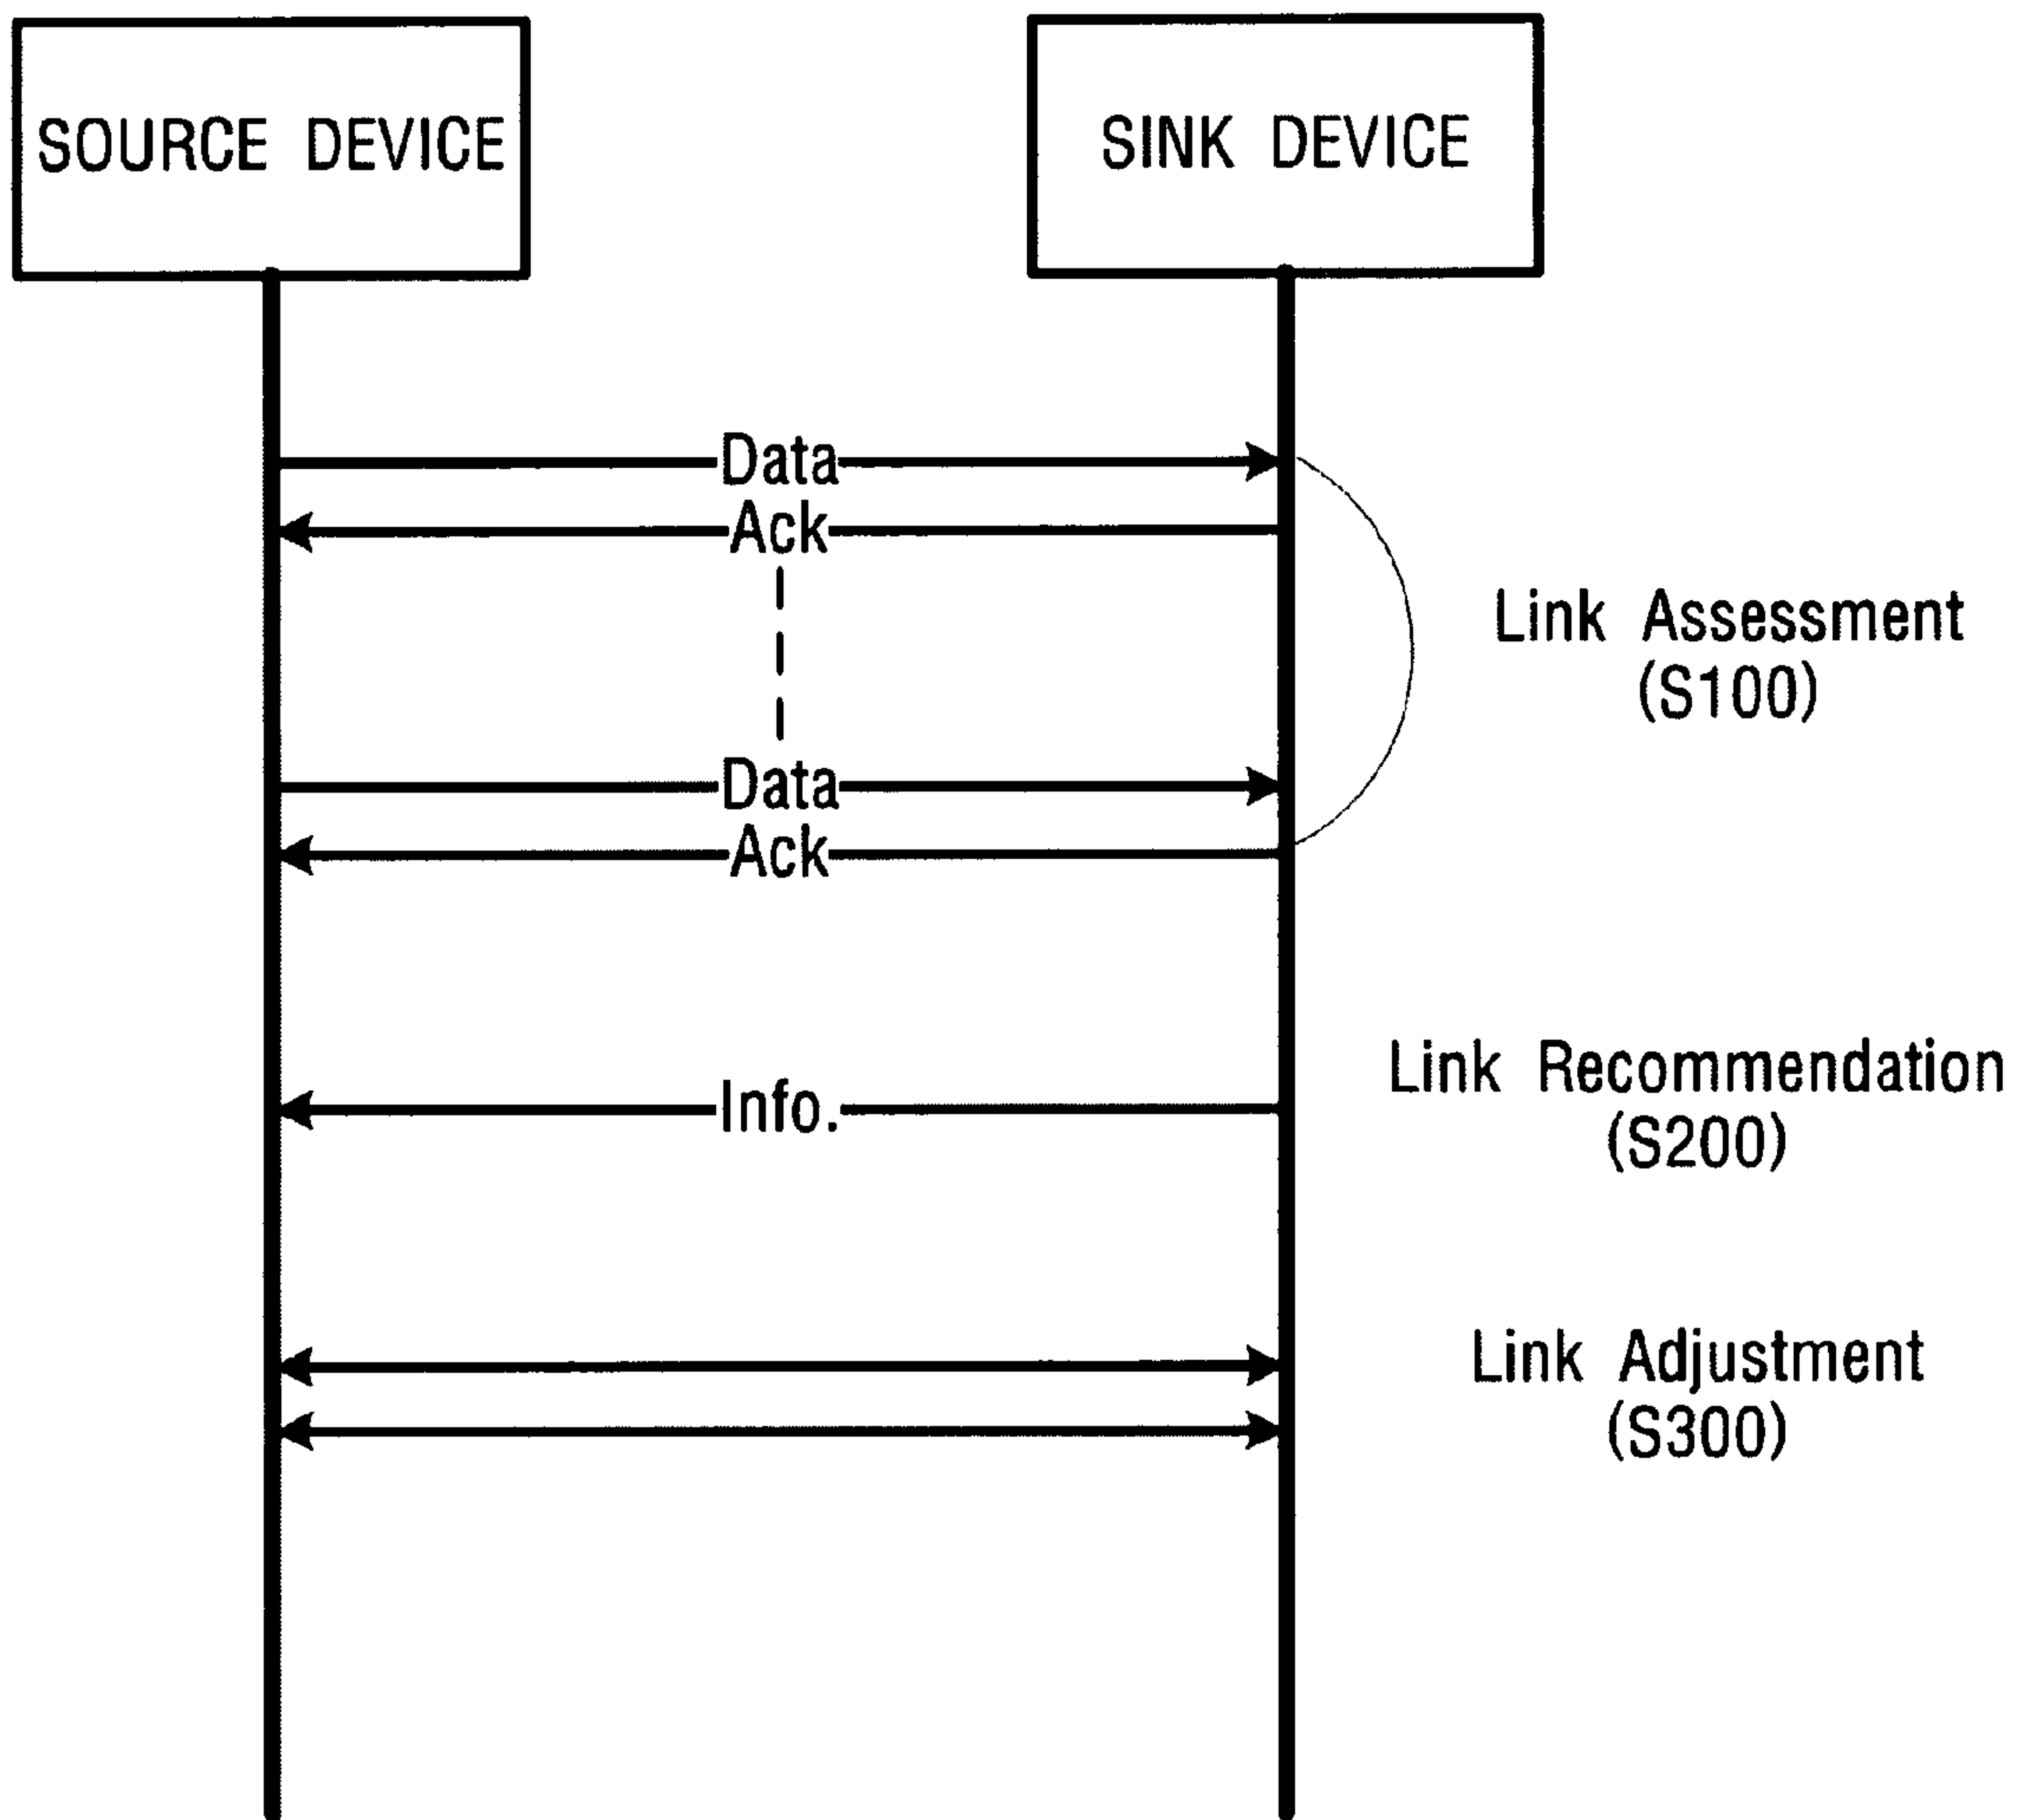 SOURCE DEVICE
SINK DEVICE
Data
Ack
Link Assessment
(S100)
Data
Ack
Link Recommendation
(S200)
Info.
Link Adjustment
(S300)